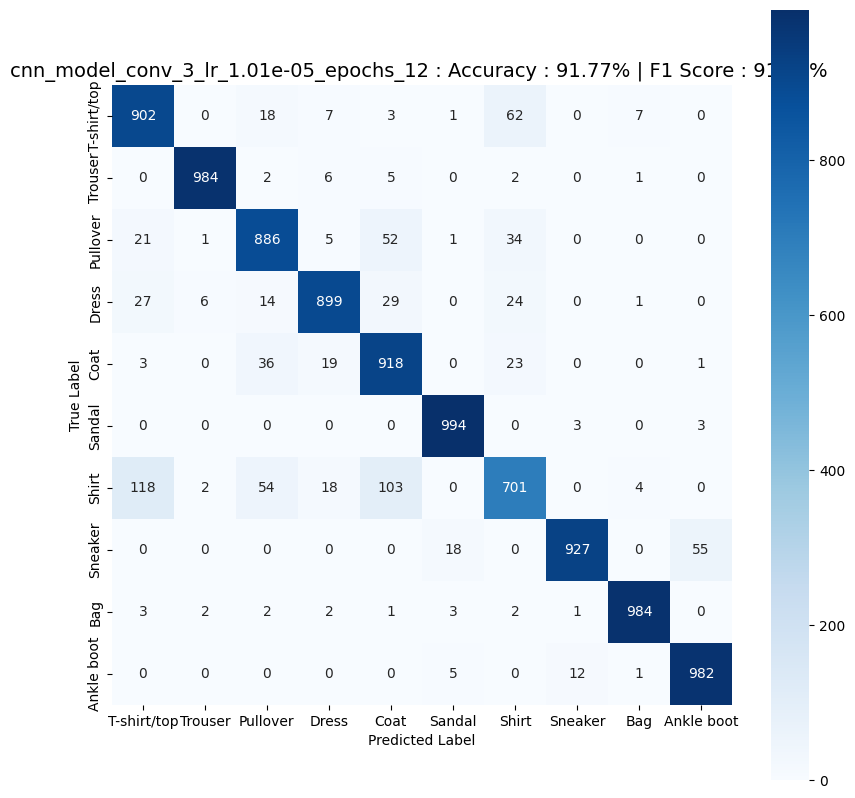 cnn_model_conv_3_lr_1.01e-05_epochs_12 : Accuracy : 91.77% | F1 Score : 91 %
T-shirt/top 902 0 18 7 3 1 62 0 7 0
Trouser 0 984 2 6 5 0 2 0 1 0
Pullover 21 1 886 5 52 1 34 0 0 0
Dress 27 6 14 899 29 0 24 0 1 0
Coat 3 0 36 19 918 0 23 0 0 1
Sandal 0 0 0 0 0 994 0 3 0 3
Shirt 118 2 54 18 103 0 701 0 4 0
Sneaker 0 0 0 0 0 18 0 927 0 55
Bag 3 2 2 2 1 3 2 1 984 0
Ankle boot 0 0 0 0 0 5 0 12 1 982
T-shirt/top Trouser Pullover Dress Coat Sandal Shirt Sneaker Bag Ankle boot
Predicted Label
True Label
800
600
400
200
0